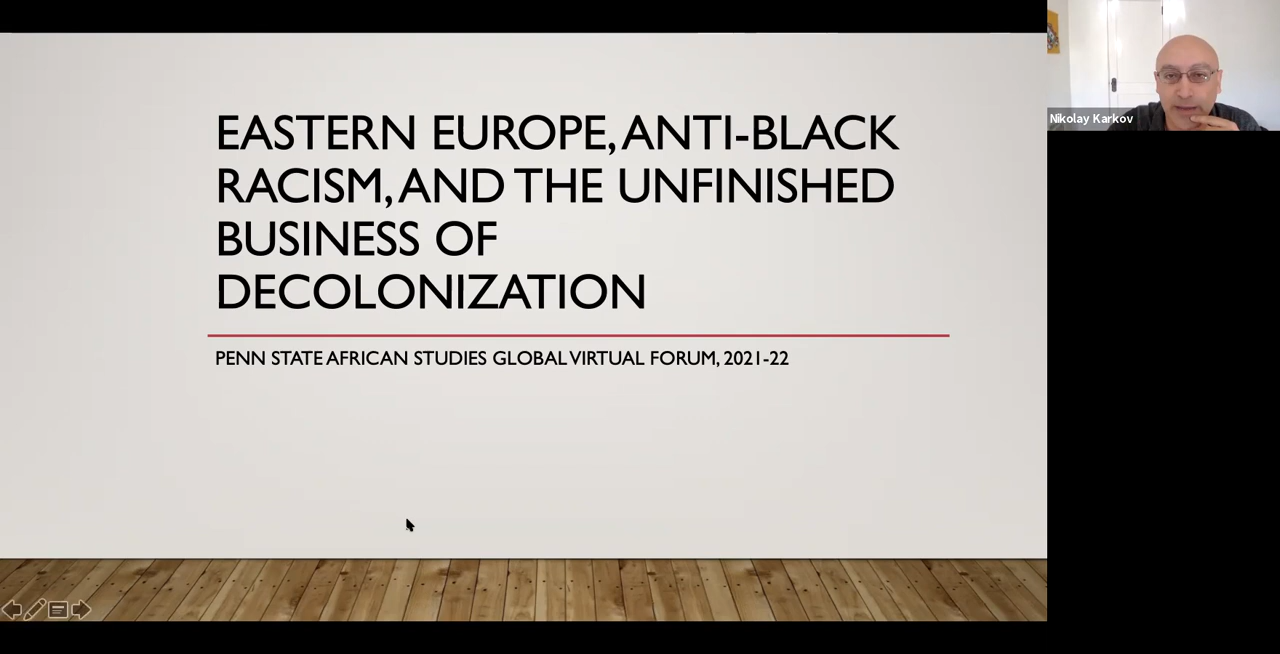 EASTERN EUROPE, ANTI-BLACK
RACISM, AND THE UNFINISHED
BUSINESS OF
DECOLONIZATION
PENN STATE AFRICAN STUDIES GLOBAL VIRTUAL FORUM, 2021-22
Nikolay Karkov